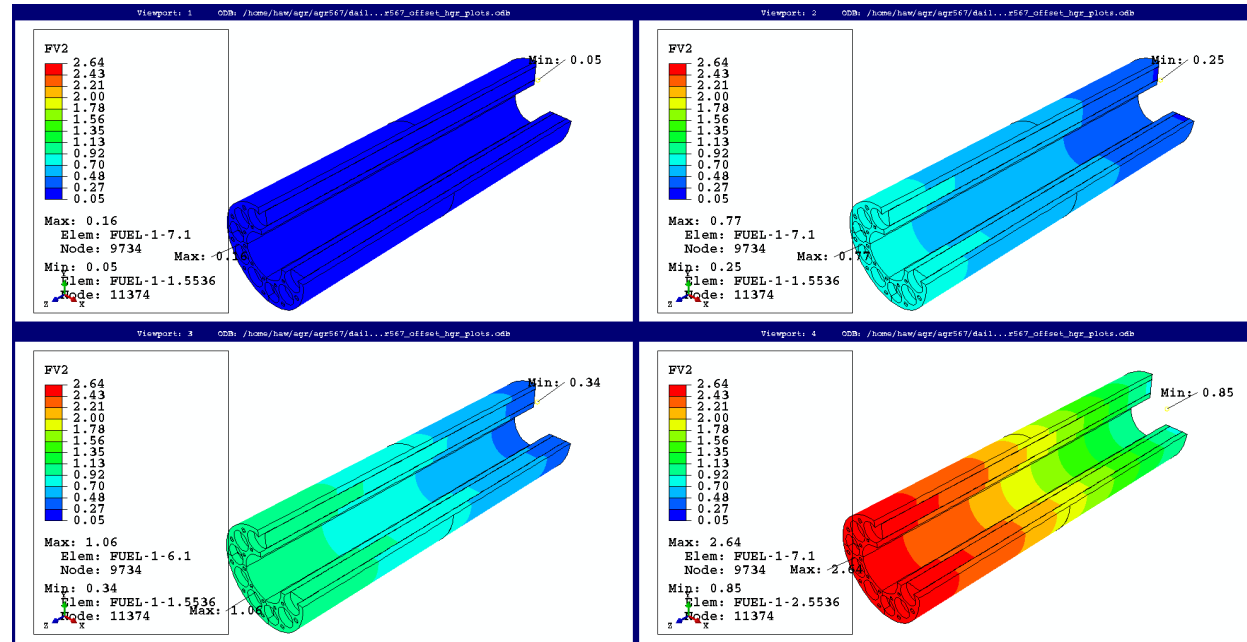 Viewport: 1 ODB: /home/haw/agr/agr567/dail...r567_offset_hgr_plots.odb
FV2
2.64
2.43
2.21
2.00
1.78
1.56
1.35
1.13
0.92
0.70
0.48
0.27
0.05
Max: 0.16
Elem: FUEL-1-7.1
Node: 9734
Min: 0.05
Elem: FUEL-1-1.5536
Node: 11374
Y
Z X
Min: 0.05
Max: 0.16
Viewport: 2 ODB: /home/haw/agr/agr567/dail...r567_offset_hgr_plots.odb
FV2
2.64
2.43
2.21
2.00
1.78
1.56
1.35
1.13
0.92
0.70
0.48
0.27
0.05
Max: 0.77
Elem: FUEL-1-7.1
Node: 9734
Min: 0.25
Elem: FUEL-1-1.5536
Node: 11374
Y
Z X
Min: 0.25
Max: 0.77
Viewport: 3 ODB: /home/haw/agr/agr567/dail...r567_offset_hgr_plots.odb
FV2
2.64
2.43
2.21
2.00
1.78
1.56
1.35
1.13
0.92
0.70
0.48
0.27
0.05
Max: 1.06
Elem: FUEL-1-6.1
Node: 9734
Min: 0.34
Elem: FUEL-1-1.5536
Node: 11374
Y
Z X
Min: 0.34
Max: 1.06
Viewport: 4 ODB: /home/haw/agr/agr567/dail...r567_offset_hgr_plots.odb
FV2
2.64
2.43
2.21
2.00
1.78
1.56
1.35
1.13
0.92
0.70
0.48
0.27
0.05
Max: 2.64
Elem: FUEL-1-7.1
Node: 9734
Min: 0.85
Elem: FUEL-1-2.5536
Node: 11374
Y
Z X
Min: 0.85
Max: 2.64